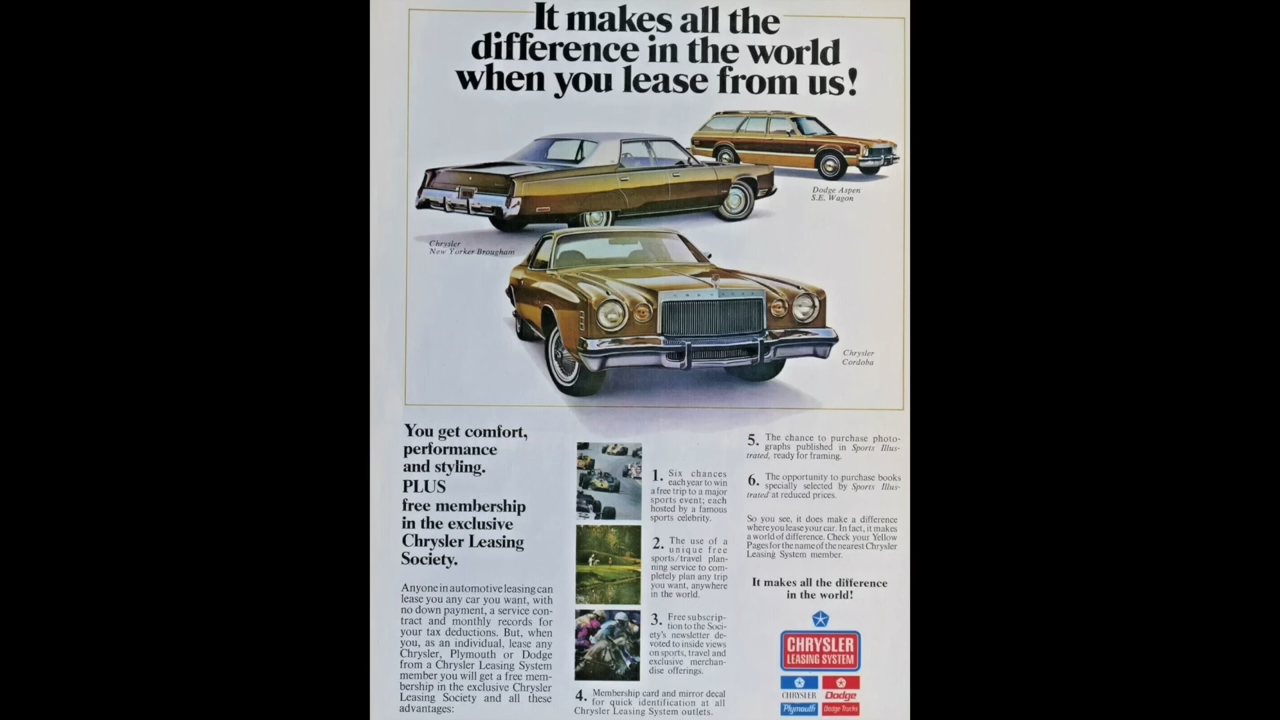 It makes all the
difference in the world
when you lease from us!
Dodge Aspen
S.E. Wagon
Chrysler
New Yorker Brougham
Chrysler
Cordoba
You get comfort,
performance
and styling.
PLUS
free membership
in the exclusive
Chrysler Leasing
Society.
Anyone in automotive leasing can
lease you any car you want, with
no down payment, a service con-
tract and monthly records for
your tax deductions. But, when
you, as an individual, lease any
Chrysler, Plymouth or Dodge
from a Chrysler Leasing System
member you will get a free mem-
bership in the exclusive Chrysler
Leasing Society and all these
advantages:
1. Six chances
each year to win
a free trip to a major
sports event; each
hosted by a famous
sports celebrity.
2. The use of a
unique free
sports/travel plan-
ning service to com-
pletely plan any trip
you want, anywhere
in the world.
3. Free subscrip-
tion to the Soci-
ety's newsletter de-
voted to inside views
on sports, travel and
exclusive merchan-
dise offerings.
4. Membership card and mirror decal
for quick identification at all
Chrysler Leasing System outlets.
5. The chance to purchase photo-
graphs published in Sports Illus-
trated, ready for framing.
6. The opportunity to purchase books
specially selected by Sports Illus-
trated at reduced prices.
So you see, it does make a difference
where you lease your car. In fact, it makes
a world of difference. Check your Yellow
Pages for the name of the nearest Chrysler
Leasing System member.
It makes all the difference
in the world!
CHRYSLER
LEASING SYSTEM
CHRYSLER
Dodge
Plymouth
Dodge Trucks